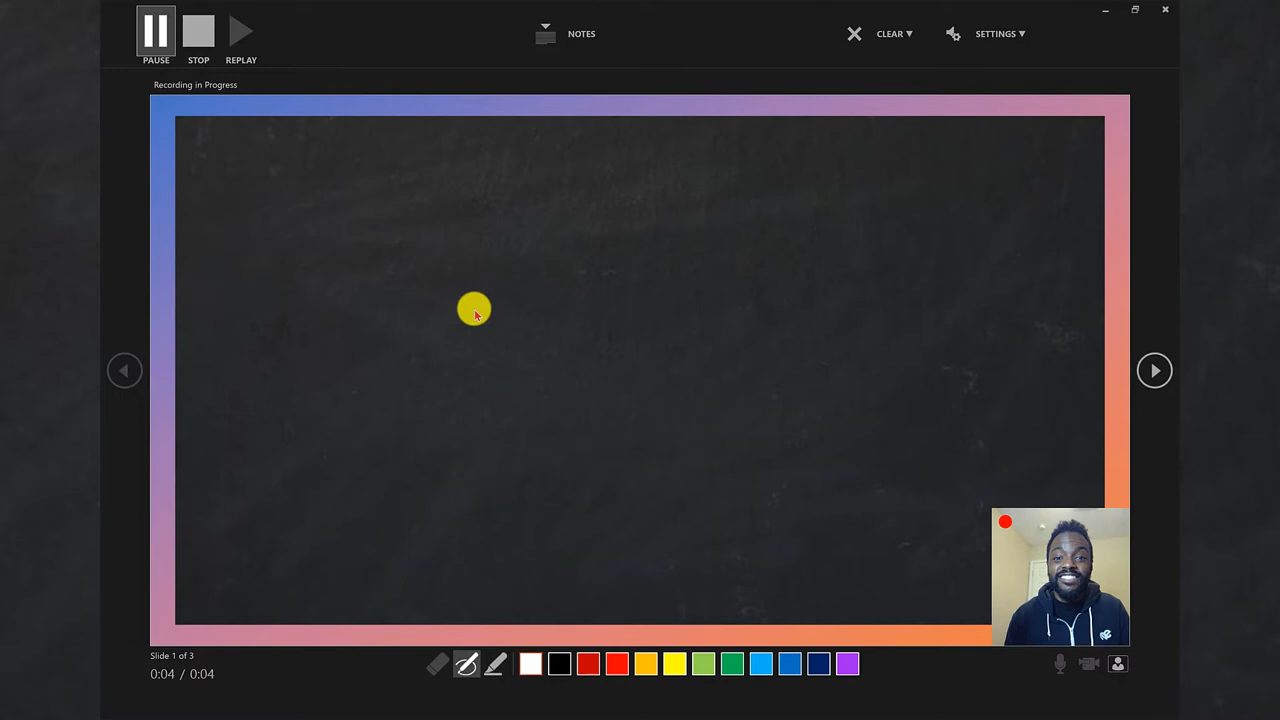 PAUSE
STOP
REPLAY
NOTES
CLEAR
SETTINGS
Recording in Progress
Slide 1 of 3
0:04 / 0:04